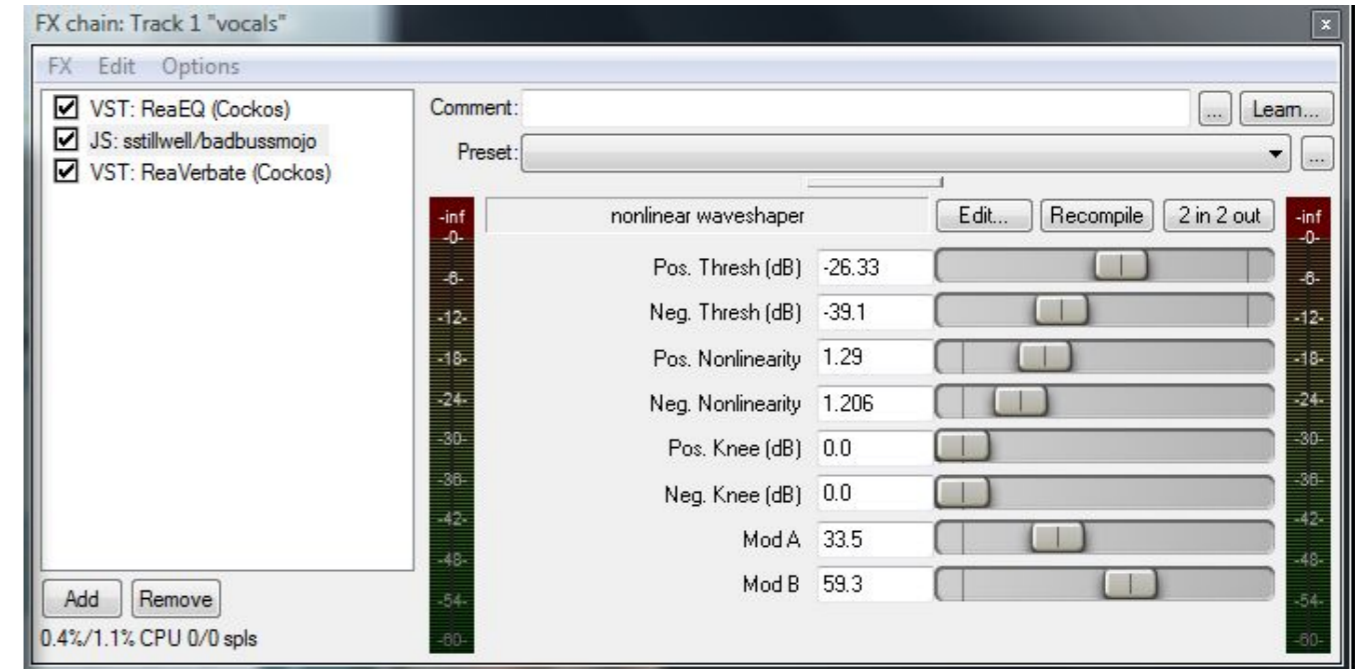 FX chain: Track 1 "vocals"
x
FX Edit Options
VST: ReaEQ (Cockos)
JS: sstillwell/badbussmojo
VST: ReaVerbate (Cockos)
Comment: ... Learn...
Preset: ...
nonlinear waveshaper Edit... Recompile 2 in 2 out
Pos. Thresh (dB) -26.33
Neg. Thresh (dB) -39.1
Pos. Nonlinearity 1.29
Neg. Nonlinearity 1.206
Pos. Knee (dB) 0.0
Neg. Knee (dB) 0.0
Mod A 33.5
Mod B 59.3
-inf
-0-
-6-
-12-
-18-
-24-
-30-
-36-
-42-
-48-
-54-
-60-
-inf
-0-
-6-
-12-
-18-
-24-
-30-
-36-
-42-
-48-
-54-
-60-
Add Remove
0.4%/1.1% CPU 0/0 spls